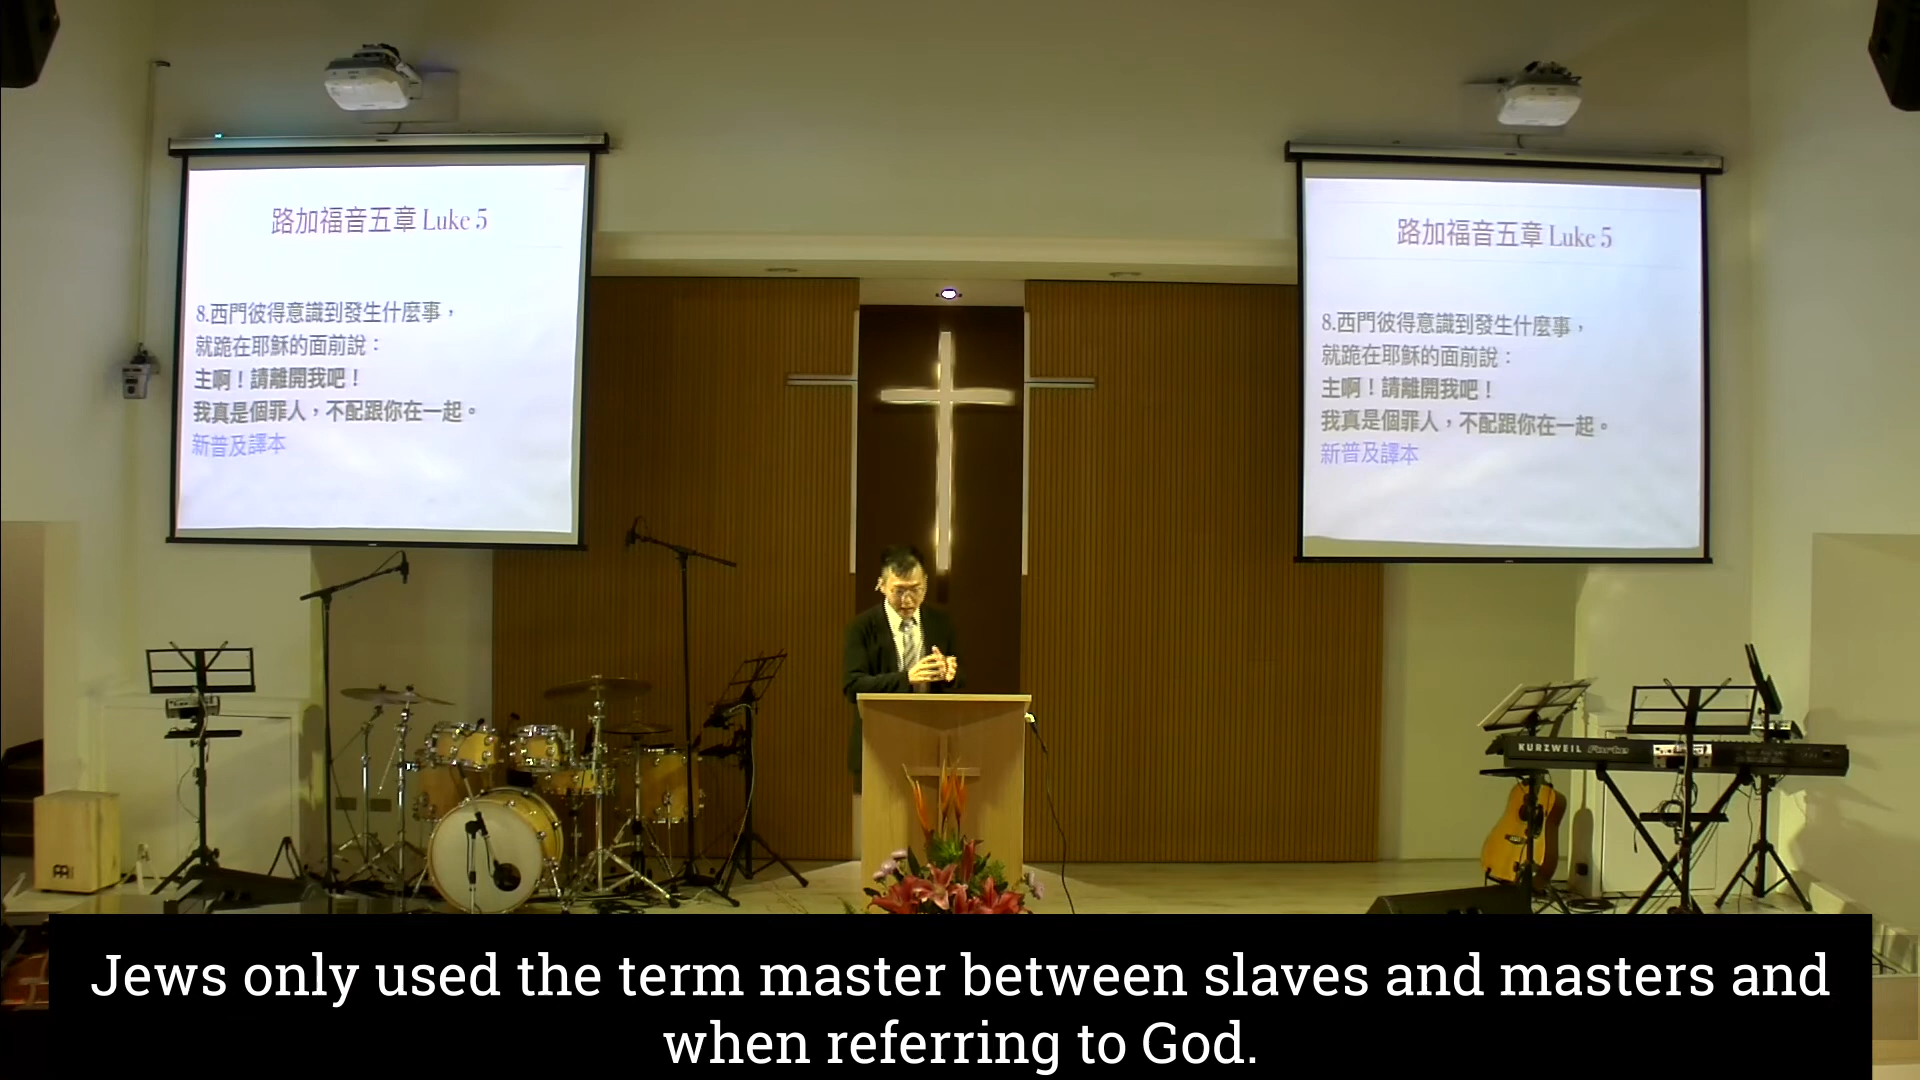 路加福音五章 Luke 5
8.西門彼得意識到發生什麼事，
就跪在耶穌的面前說：
主啊！請離開我吧！
我真是個罪人，不配跟你在一起。
新普及譯本
路加福音五章 Luke 5
8.西門彼得意識到發生什麼事，
就跪在耶穌的面前說：
主啊！請離開我吧！
我真是個罪人，不配跟你在一起。
新普及譯本
KURZWEIL Forte
Jews only used the term master between slaves and masters and
when referring to God.